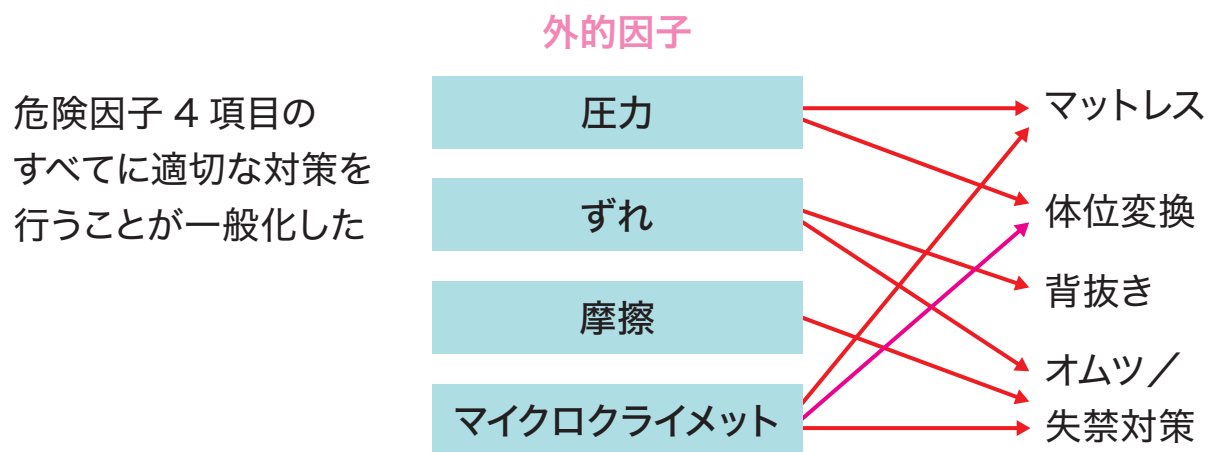 外的因子
危険因子 4 項目の
すべてに適切な対策を
行うことが一般化した
圧力
ずれ
摩擦
マイクロクライメット
マットレス
体位変換
背抜き
オムツ／
失禁対策